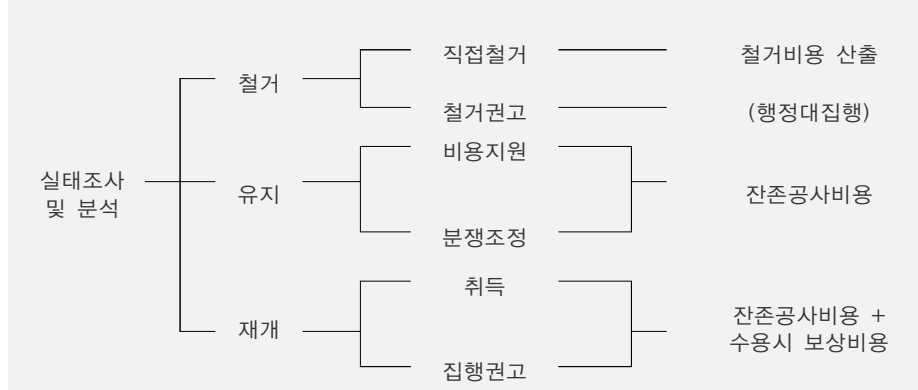 직접철거
철거비용 산출
철거
철거권고
(행정대집행)
비용지원
실태조사
및 분석
유지
잔존공사비용
분쟁조정
취득
재개
잔존공사비용 +
수용시 보상비용
집행권고